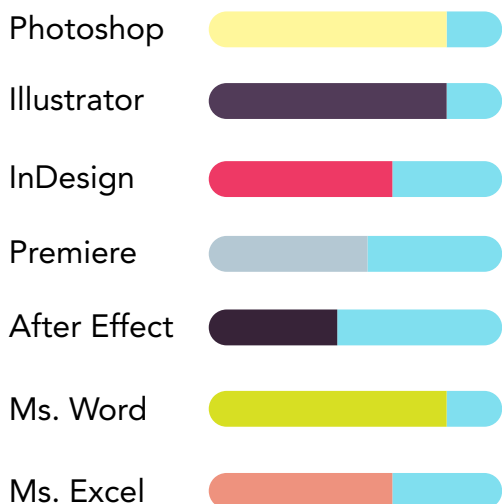 Photoshop
Illustrator
InDesign
Premiere
After Effect
Ms. Word
Ms. Excel